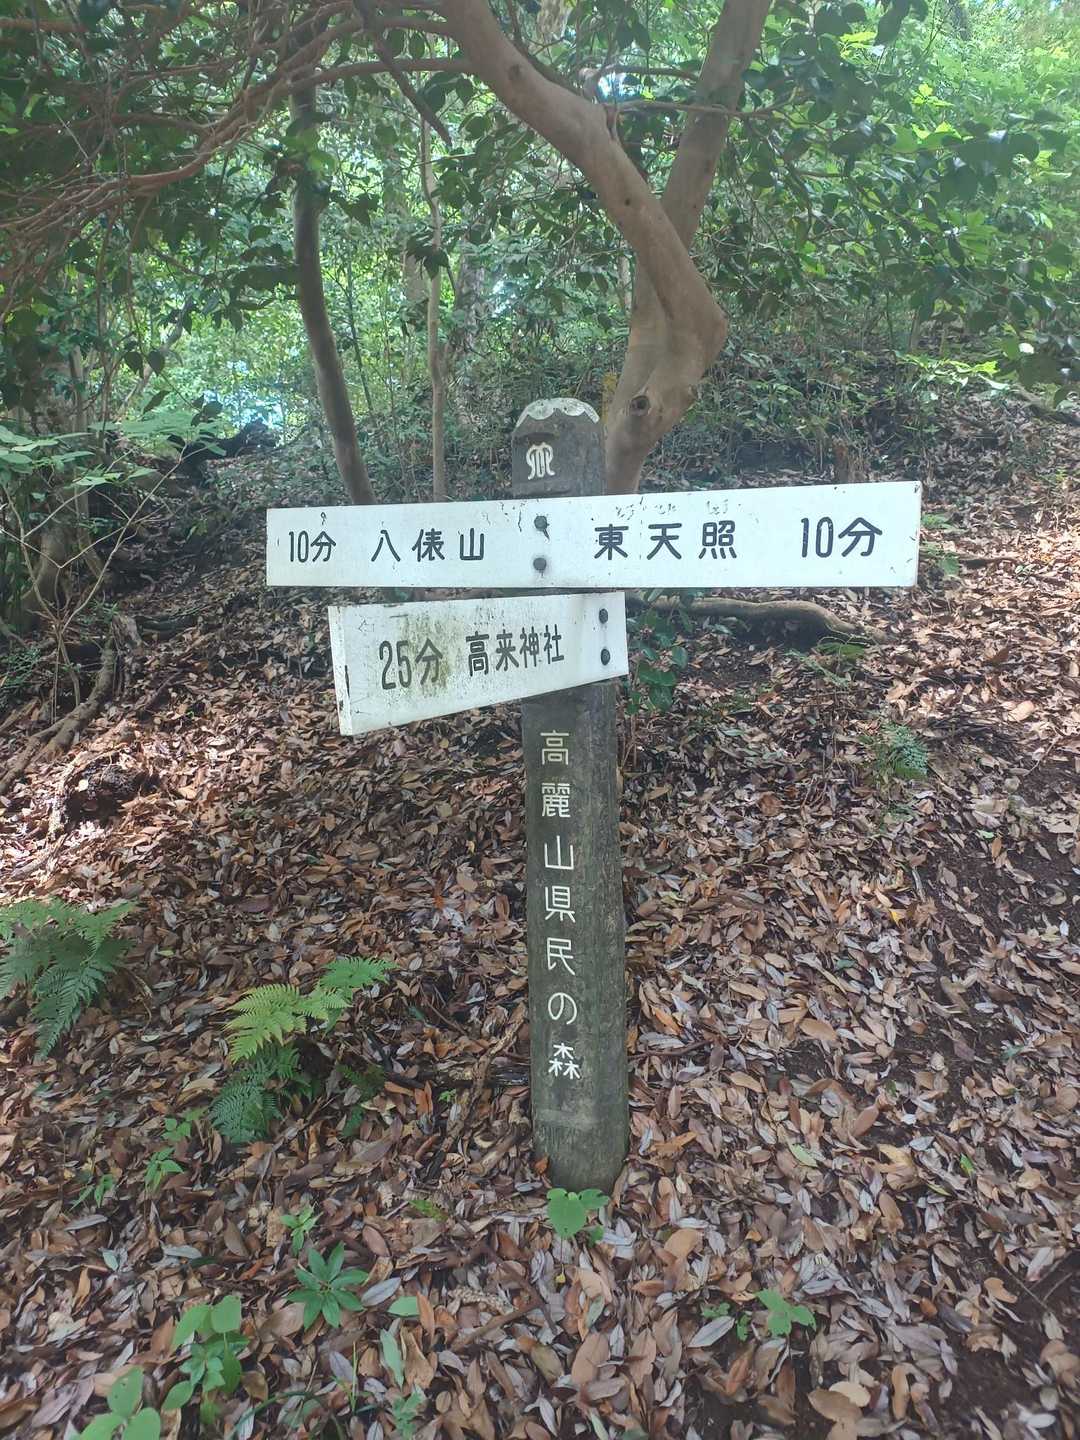 10分 八俵山 東天照 10分
25分 高来神社
高麗山県民の森